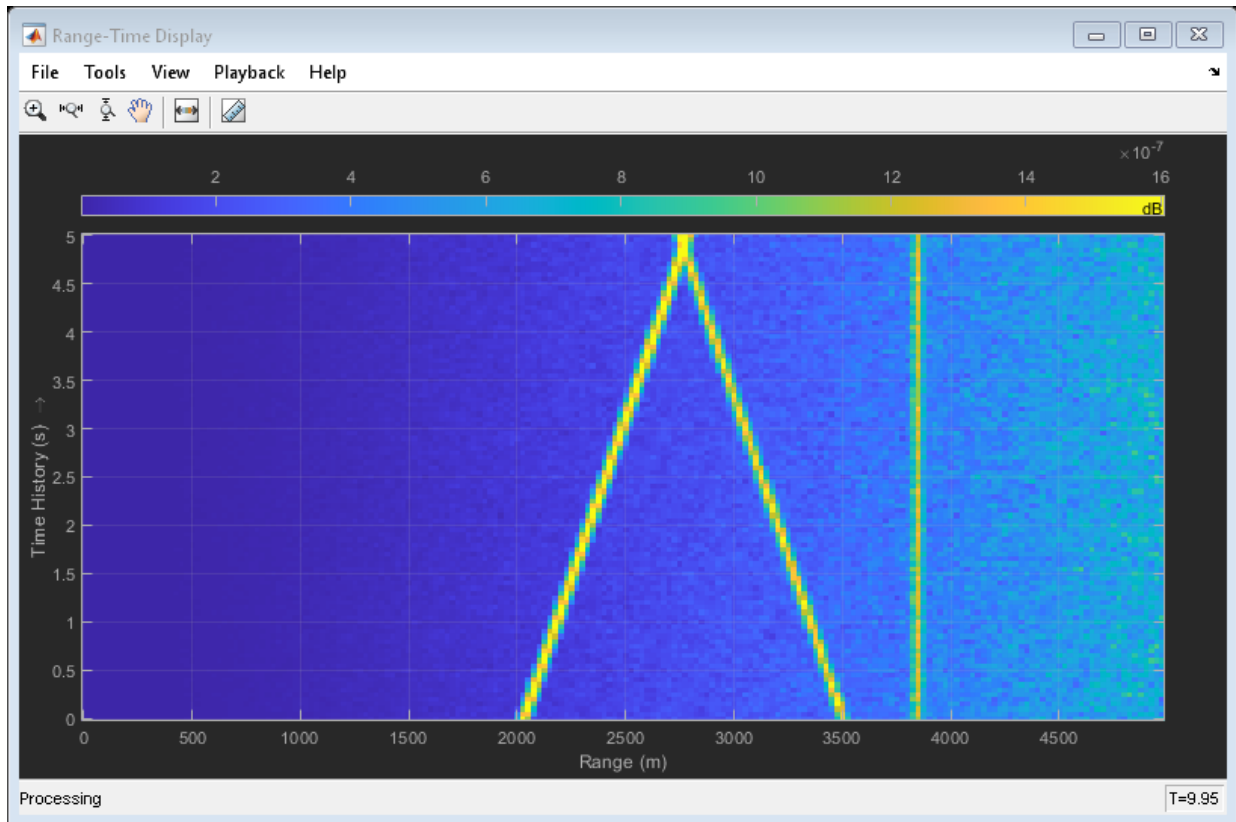 Range-Time Display
File Tools View Playback Help
×10-7
2 4 6 8 10 12 14 16
dB
5
4.5
4
3.5
3
2.5
2
1.5
1
0.5
0
Time History (s) →
0 500 1000 1500 2000 2500 3000 3500 4000 4500
Range (m)
Processing T=9.95